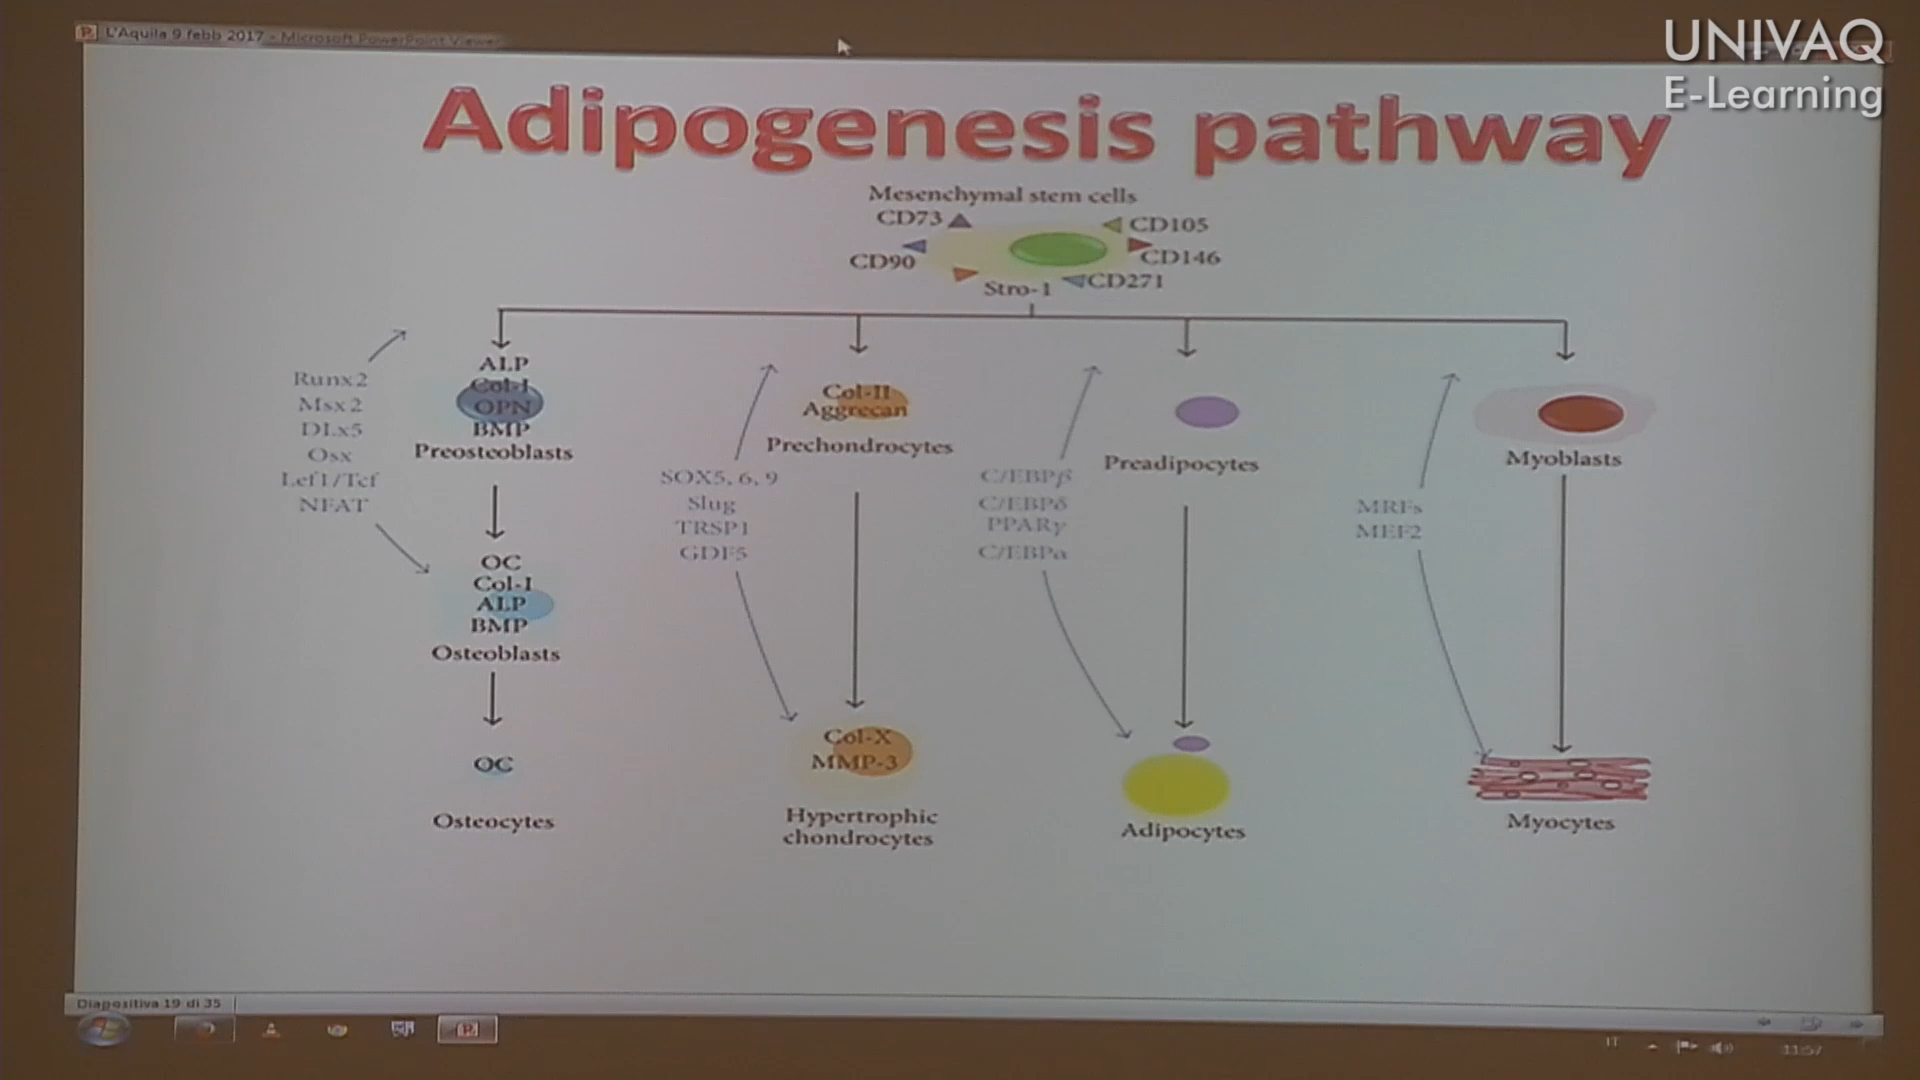 L'Aquila 9 febb 2017 - Microsoft PowerPoint Viewer
UNIVAQ
E-Learning
Adipogenesis pathway
Mesenchymal stem cells
CD73
CD105
CD90
CD146
Stro-1
CD271
Runx2
Msx2
DLx5
Osx
Lef1/Tcf
NFAT
ALP
Col-I
OPN
BMP
Preosteoblasts
OC
Col-I
ALP
BMP
Osteoblasts
OC
Osteocytes
SOX5, 6, 9
Slug
TRSP1
GDF5
Col-II
Aggrecan
Prechondrocytes
Col-X
MMP-3
Hypertrophic
chondrocytes
C/EBPβ
C/EBPδ
PPARγ
C/EBPα
Preadipocytes
Adipocytes
MRFs
MEF2
Myoblasts
Myocytes
Diapositiva 19 di 35
IT
11:57